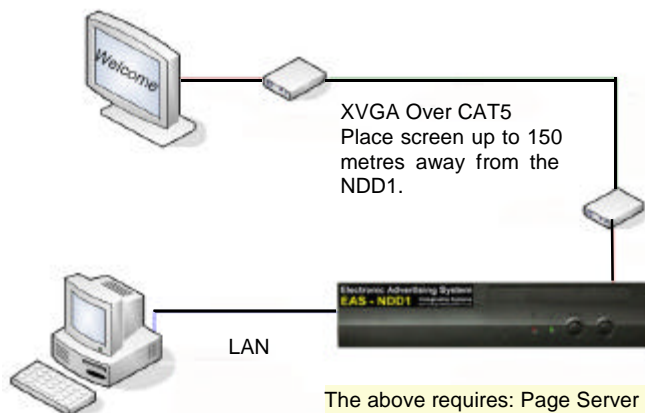 Welcome
XVGA Over CAT5
Place screen up to 150
metres away from the
NDD1.
Electronic Advertising System
EAS - NDD1
LAN
The above requires: Page Server